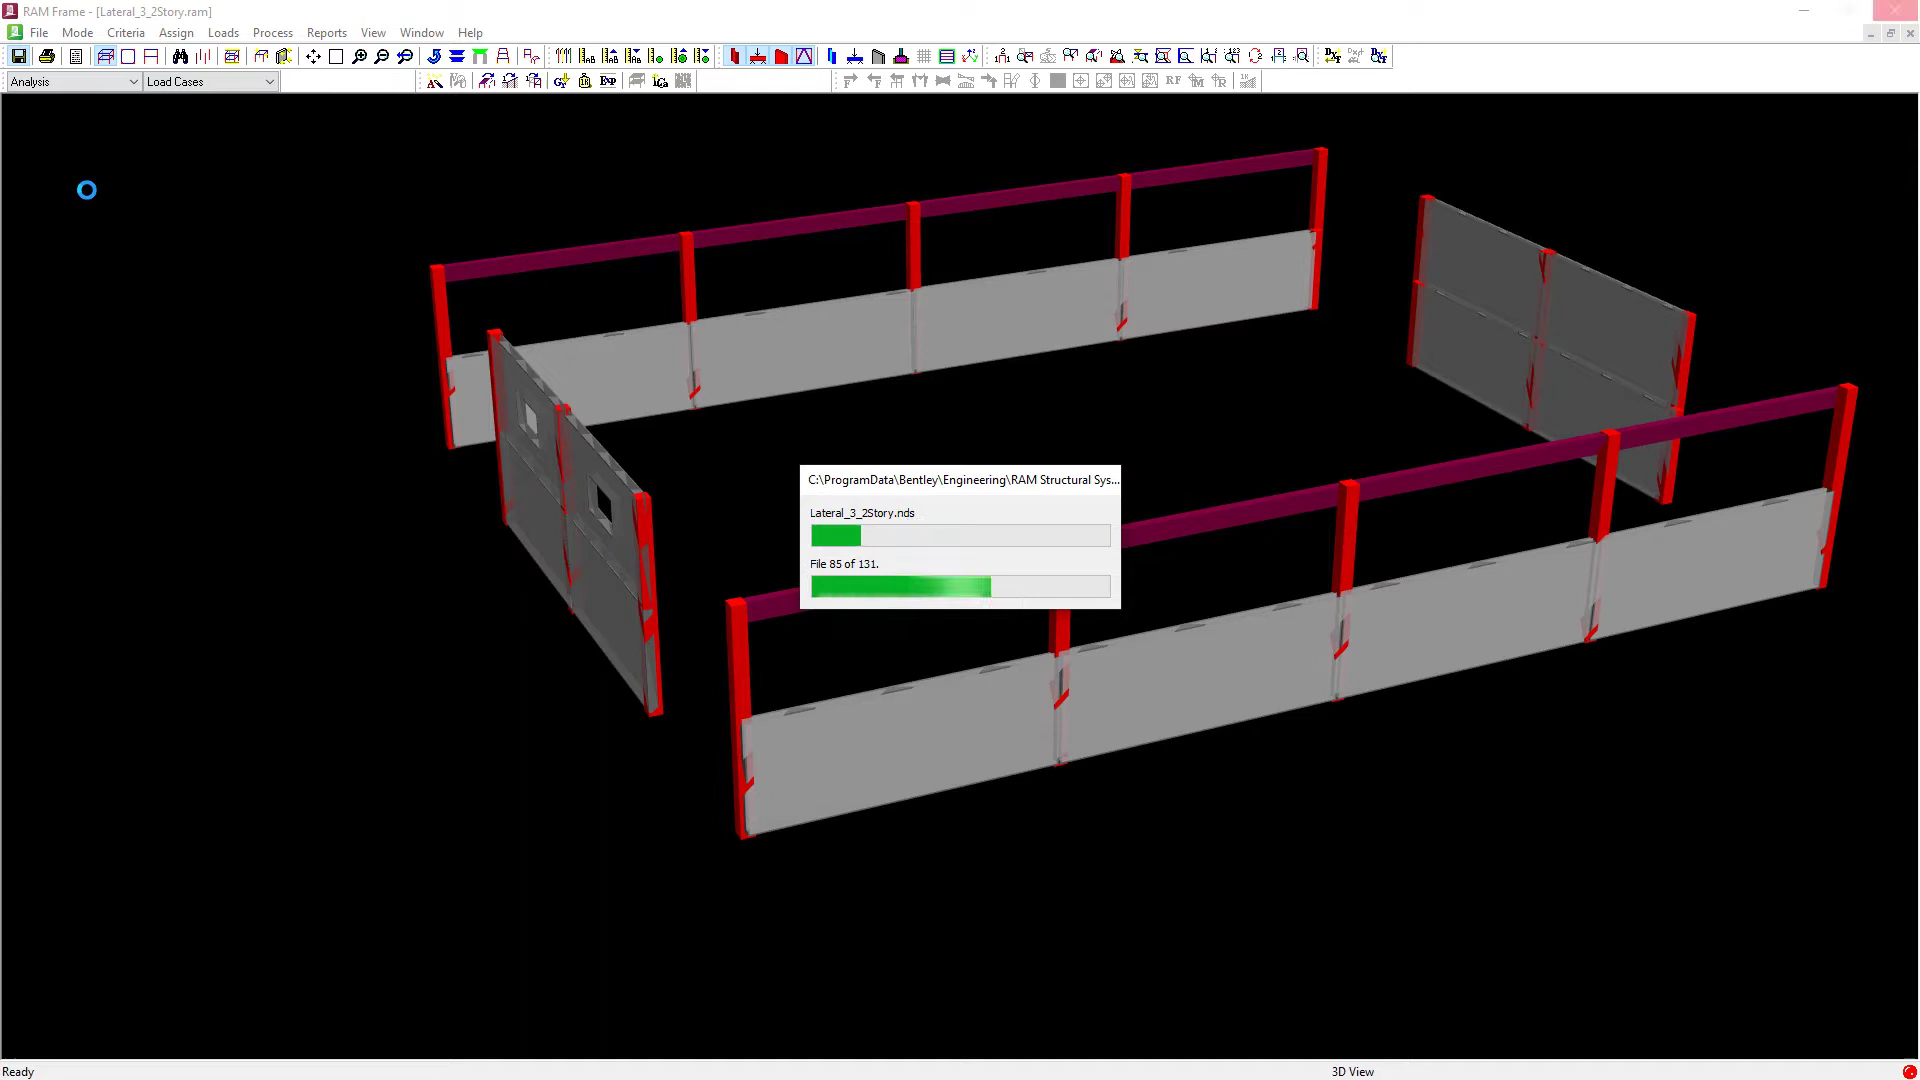 RAM Frame - [Lateral_3_2Story.ram]
File Mode Criteria Assign Loads Process Reports View Window Help
Analysis
Load Cases
RF
C:\ProgramData\Bentley\Engineering\RAM Structural Sys...
Lateral_3_2Story.nds
File 85 of 131.
Ready
3D View